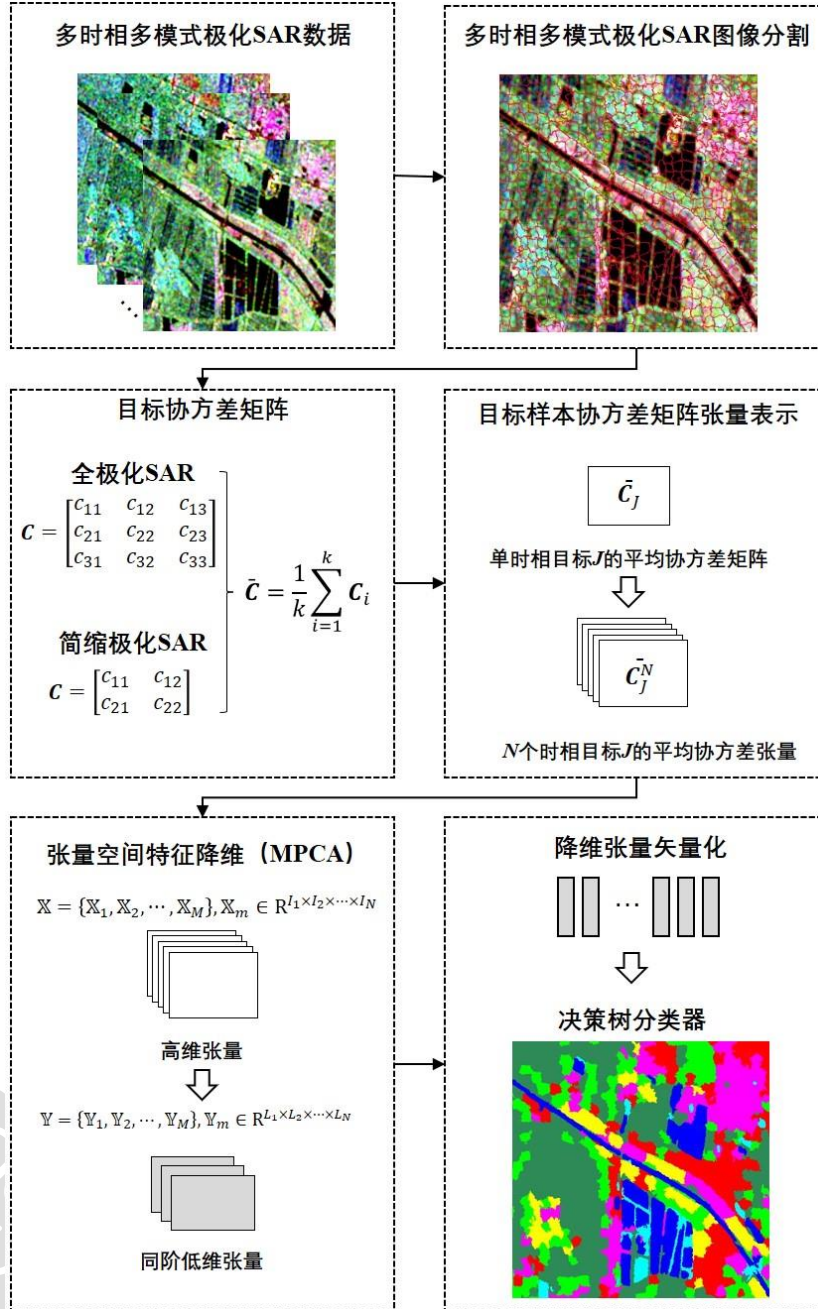 多时相多模式极化SAR数据
…
多时相多模式极化SAR图像分割
目标协方差矩阵
全极化SAR
C = [c11 c12 c13
c21 c22 c23
c31 c32 c33]
简缩极化SAR
C = [c11 c12
c21 c22]
C̄ = 1/k ∑_{i=1}^{k} C_i
目标样本协方差矩阵张量表示
C̄_J
单时相目标J的平均协方差矩阵
C̄_J^N
N个时相目标J的平均协方差张量
张量空间特征降维（MPCA）
𝕏 = {𝕏₁, 𝕏₂, ⋯, 𝕏_M}, 𝕏_m ∈ R^{I₁×I₂×⋯×I_N}
高维张量
𝕐 = {𝕐₁, 𝕐₂, ⋯, 𝕐_M}, 𝕐_m ∈ R^{L₁×L₂×⋯×L_N}
同阶低维张量
降维张量矢量化
…
决策树分类器